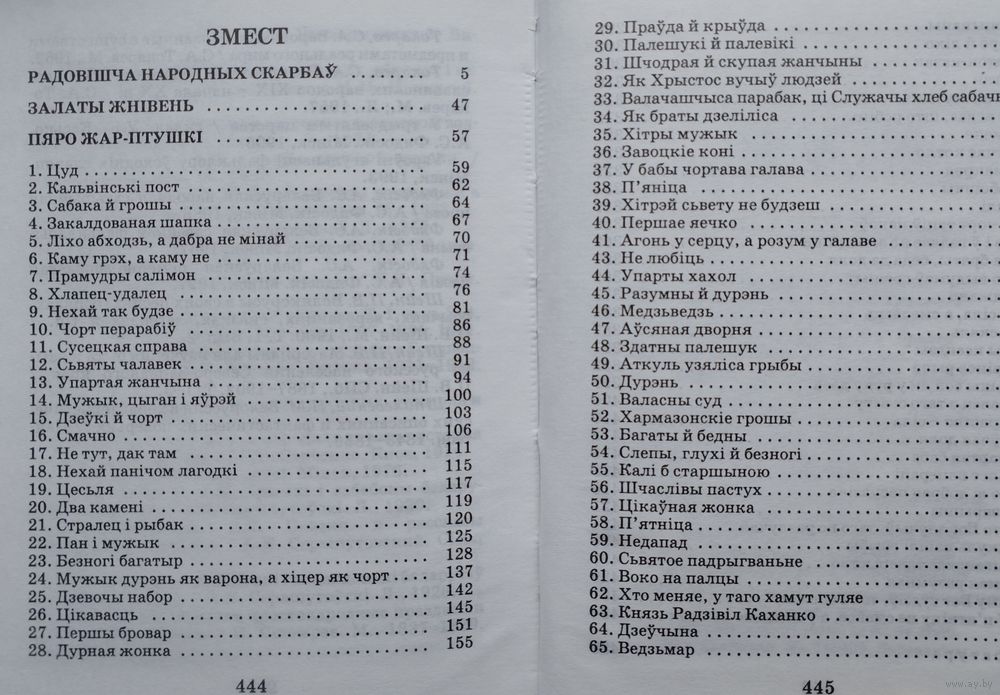 ЗМЕСТ
РАДОВІШЧА НАРОДНЫХ СКАРБАЎ ........ 5
ЗАЛАТЫ ЖНІВЕНЬ .................... 47
ПЯРО ЖАР-ПТУШКІ ................... 57
1. Цуд ............................ 59
2. Кальвінскі пост ................ 62
3. Сабака й грошы ................. 64
4. Закалдованая шапка ............. 67
5. Ліхо абходзь, а дабра не мінай ... 70
6. Каму грэх, а каму не ........... 71
7. Прамудры салімон ............... 74
8. Хлапец-удалец .................. 76
9. Нехай так будзе ................ 81
10. Чорт перарабіў ................ 86
11. Сусецкая справа ............... 88
12. Сьвяты чалавек ................ 91
13. Упартая жанчына ............... 94
14. Мужык, цыган і яўрэй .......... 100
15. Дзеўкі й чорт ................. 103
16. Смачно ........................ 106
17. Не тут, дак там ............... 111
18. Нехай панічом лагодкі ......... 115
19. Цесьля ........................ 117
20. Два камені .................... 119
21. Стралец і рыбак ............... 120
22. Пан і мужык ................... 125
23. Безногі багатыр ............... 128
24. Мужык дурэнь як варона, а хіцер як чорт .... 137
25. Дзевочы набор ................. 142
26. Цікавасць ..................... 145
27. Першы бровар .................. 151
28. Дурная жонка .................. 155
444
29. Праўда й крыўда ...............
30. Палешукі й палевікі ...........
31. Шчодрая й скупая жанчыны ......
32. Як Хрыстос вучыў людзей .......
33. Валачашчыса парабак, ці Служачы хлеб сабачы
34. Як браты дзеліліса ............
35. Хітры мужык ...................
36. Завоцкіе коні .................
37. У бабы чортава галава .........
38. П'яніца .......................
39. Хітрэй сьвету не будзеш .......
40. Першае яечко ..................
41. Агонь у серцу, а розум у галаве ...
43. Не любіць .....................
44. Упарты хахол ..................
45. Разумны й дурэнь ..............
46. Медзьведзь ....................
47. Аўсяная дворня ................
48. Здатны палешук ................
49. Аткуль узяліса грыбы ..........
50. Дурэнь ........................
51. Валасны суд ...................
52. Хармазонскіе грошы ............
53. Багаты й бедны ................
54. Слепы, глухі й безногі ........
55. Калі б старшыною ..............
56. Шчаслівы пастух ...............
57. Цікаўная жонка ................
58. П'ятніца ......................
59. Недапад .......................
60. Сьвятое падрыгваньне ..........
61. Воко на палцы .................
62. Хто меняе, у таго хамут гуляе ....
63. Князь Радзівіл Каханко ........
64. Дзеўчына ......................
65. Ведзьмар ......................
445
www.ay.by